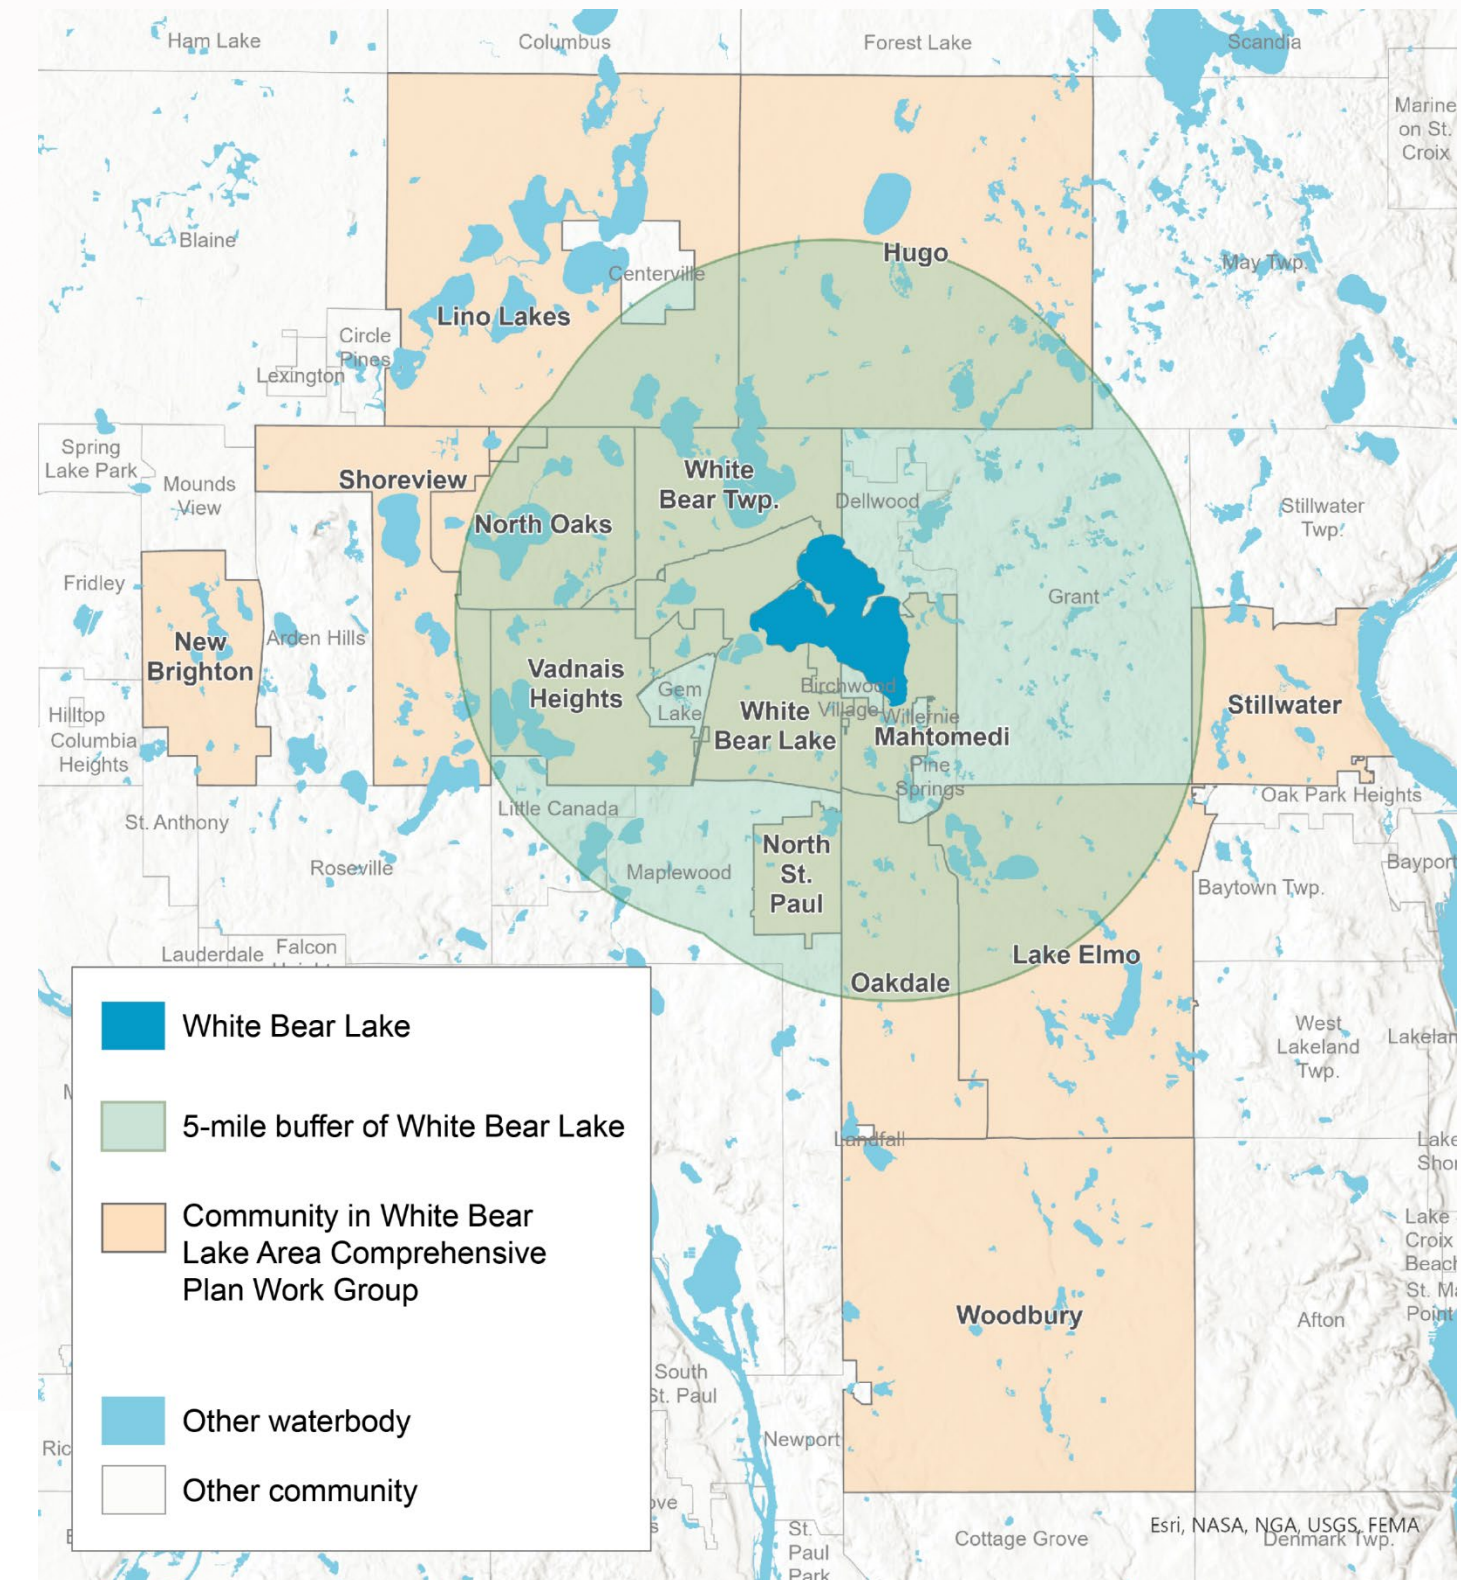 Ham Lake
Columbus
Forest Lake
Scandia
Marine
on St.
Croix
Blaine
Hugo
May Twp.
Centerville
Lino Lakes
Circle
Pines
Lexington
Spring
Lake Park
Mounds
View
Shoreview
White
Bear Twp.
Dellwood
North Oaks
Stillwater
Twp.
Fridley
Grant
New
Brighton
Arden Hills
Vadnais
Heights
Gem
Lake
Birchwood
Village
Willernie
White
Bear Lake
Mahtomedi
Pine
Springs
Stillwater
Hilltop
Columbia
Heights
St. Anthony
Little Canada
Oak Park Heights
Roseville
Maplewood
North
St.
Paul
Baytown Twp.
Bayport
Lauderdale
Falcon
Lake Elmo
Oakdale
West
Lakeland
Twp.
Landfall
Lake
Woodbury
Lake
Croix
Beach
Point
Afton
South
St. Paul
Newport
St.
Paul
Park
Cottage Grove
Denmark Twp.
Esri, NASA, NGA, USGS, FEMA
White Bear Lake
5-mile buffer of White Bear Lake
Community in White Bear
Lake Area Comprehensive
Plan Work Group
Other waterbody
Other community